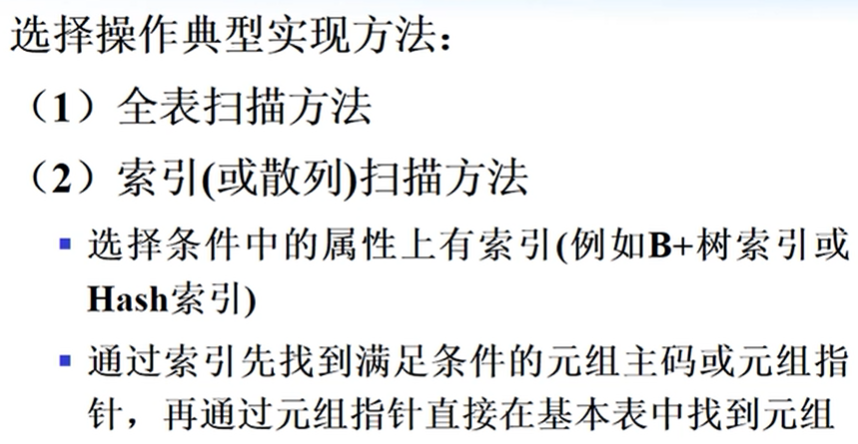 选择操作典型实现方法：
（1）全表扫描方法
（2）索引(或散列)扫描方法
▪ 选择条件中的属性上有索引(例如B+树索引或
Hash索引)
▪ 通过索引先找到满足条件的元组主码或元组指
针，再通过元组指针直接在基本表中找到元组